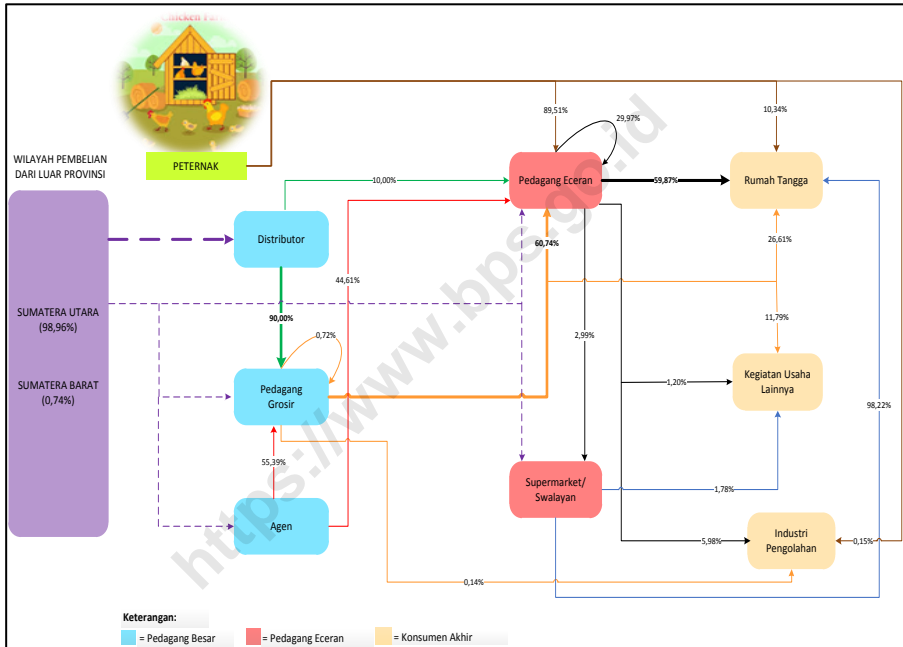 Chicken Farm
89,51%
29,97%
10,34%
WILAYAH PEMBELIAN
DARI LUAR PROVINSI
PETERNAK
10,00%
Pedagang Eceran
59,87%
Rumah Tangga
Distributor
60,74%
26,61%
44,61%
SUMATERA UTARA
(98,96%)
90,00%
0,72%
2,99%
11,79%
SUMATERA BARAT
(0,74%)
Pedagang
Grosir
1,20%
Kegiatan Usaha
Lainnya
98,22%
55,39%
Supermarket/
Swalayan
1,78%
Agen
5,98%
Industri
Pengolahan
0,15%
0,14%
Keterangan:
= Pedagang Besar
= Pedagang Eceran
= Konsumen Akhir
https://www.bps.go.id